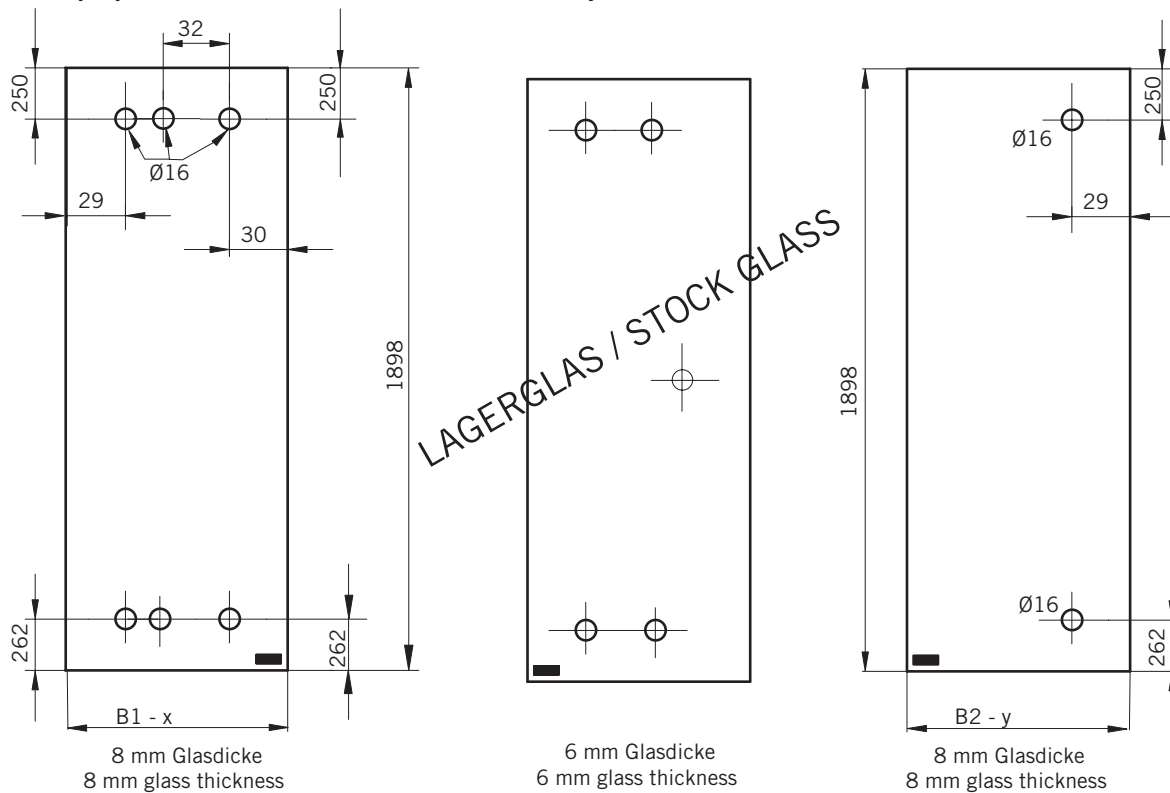 32
250
250
250
Ø16
Ø16
29
30
29
LAGERGLAS / STOCK GLASS
1898
1898
Ø16
262
262
262
B1 - x
B2 - y
8 mm Glasdicke
8 mm glass thickness
6 mm Glasdicke
6 mm glass thickness
8 mm Glasdicke
8 mm glass thickness